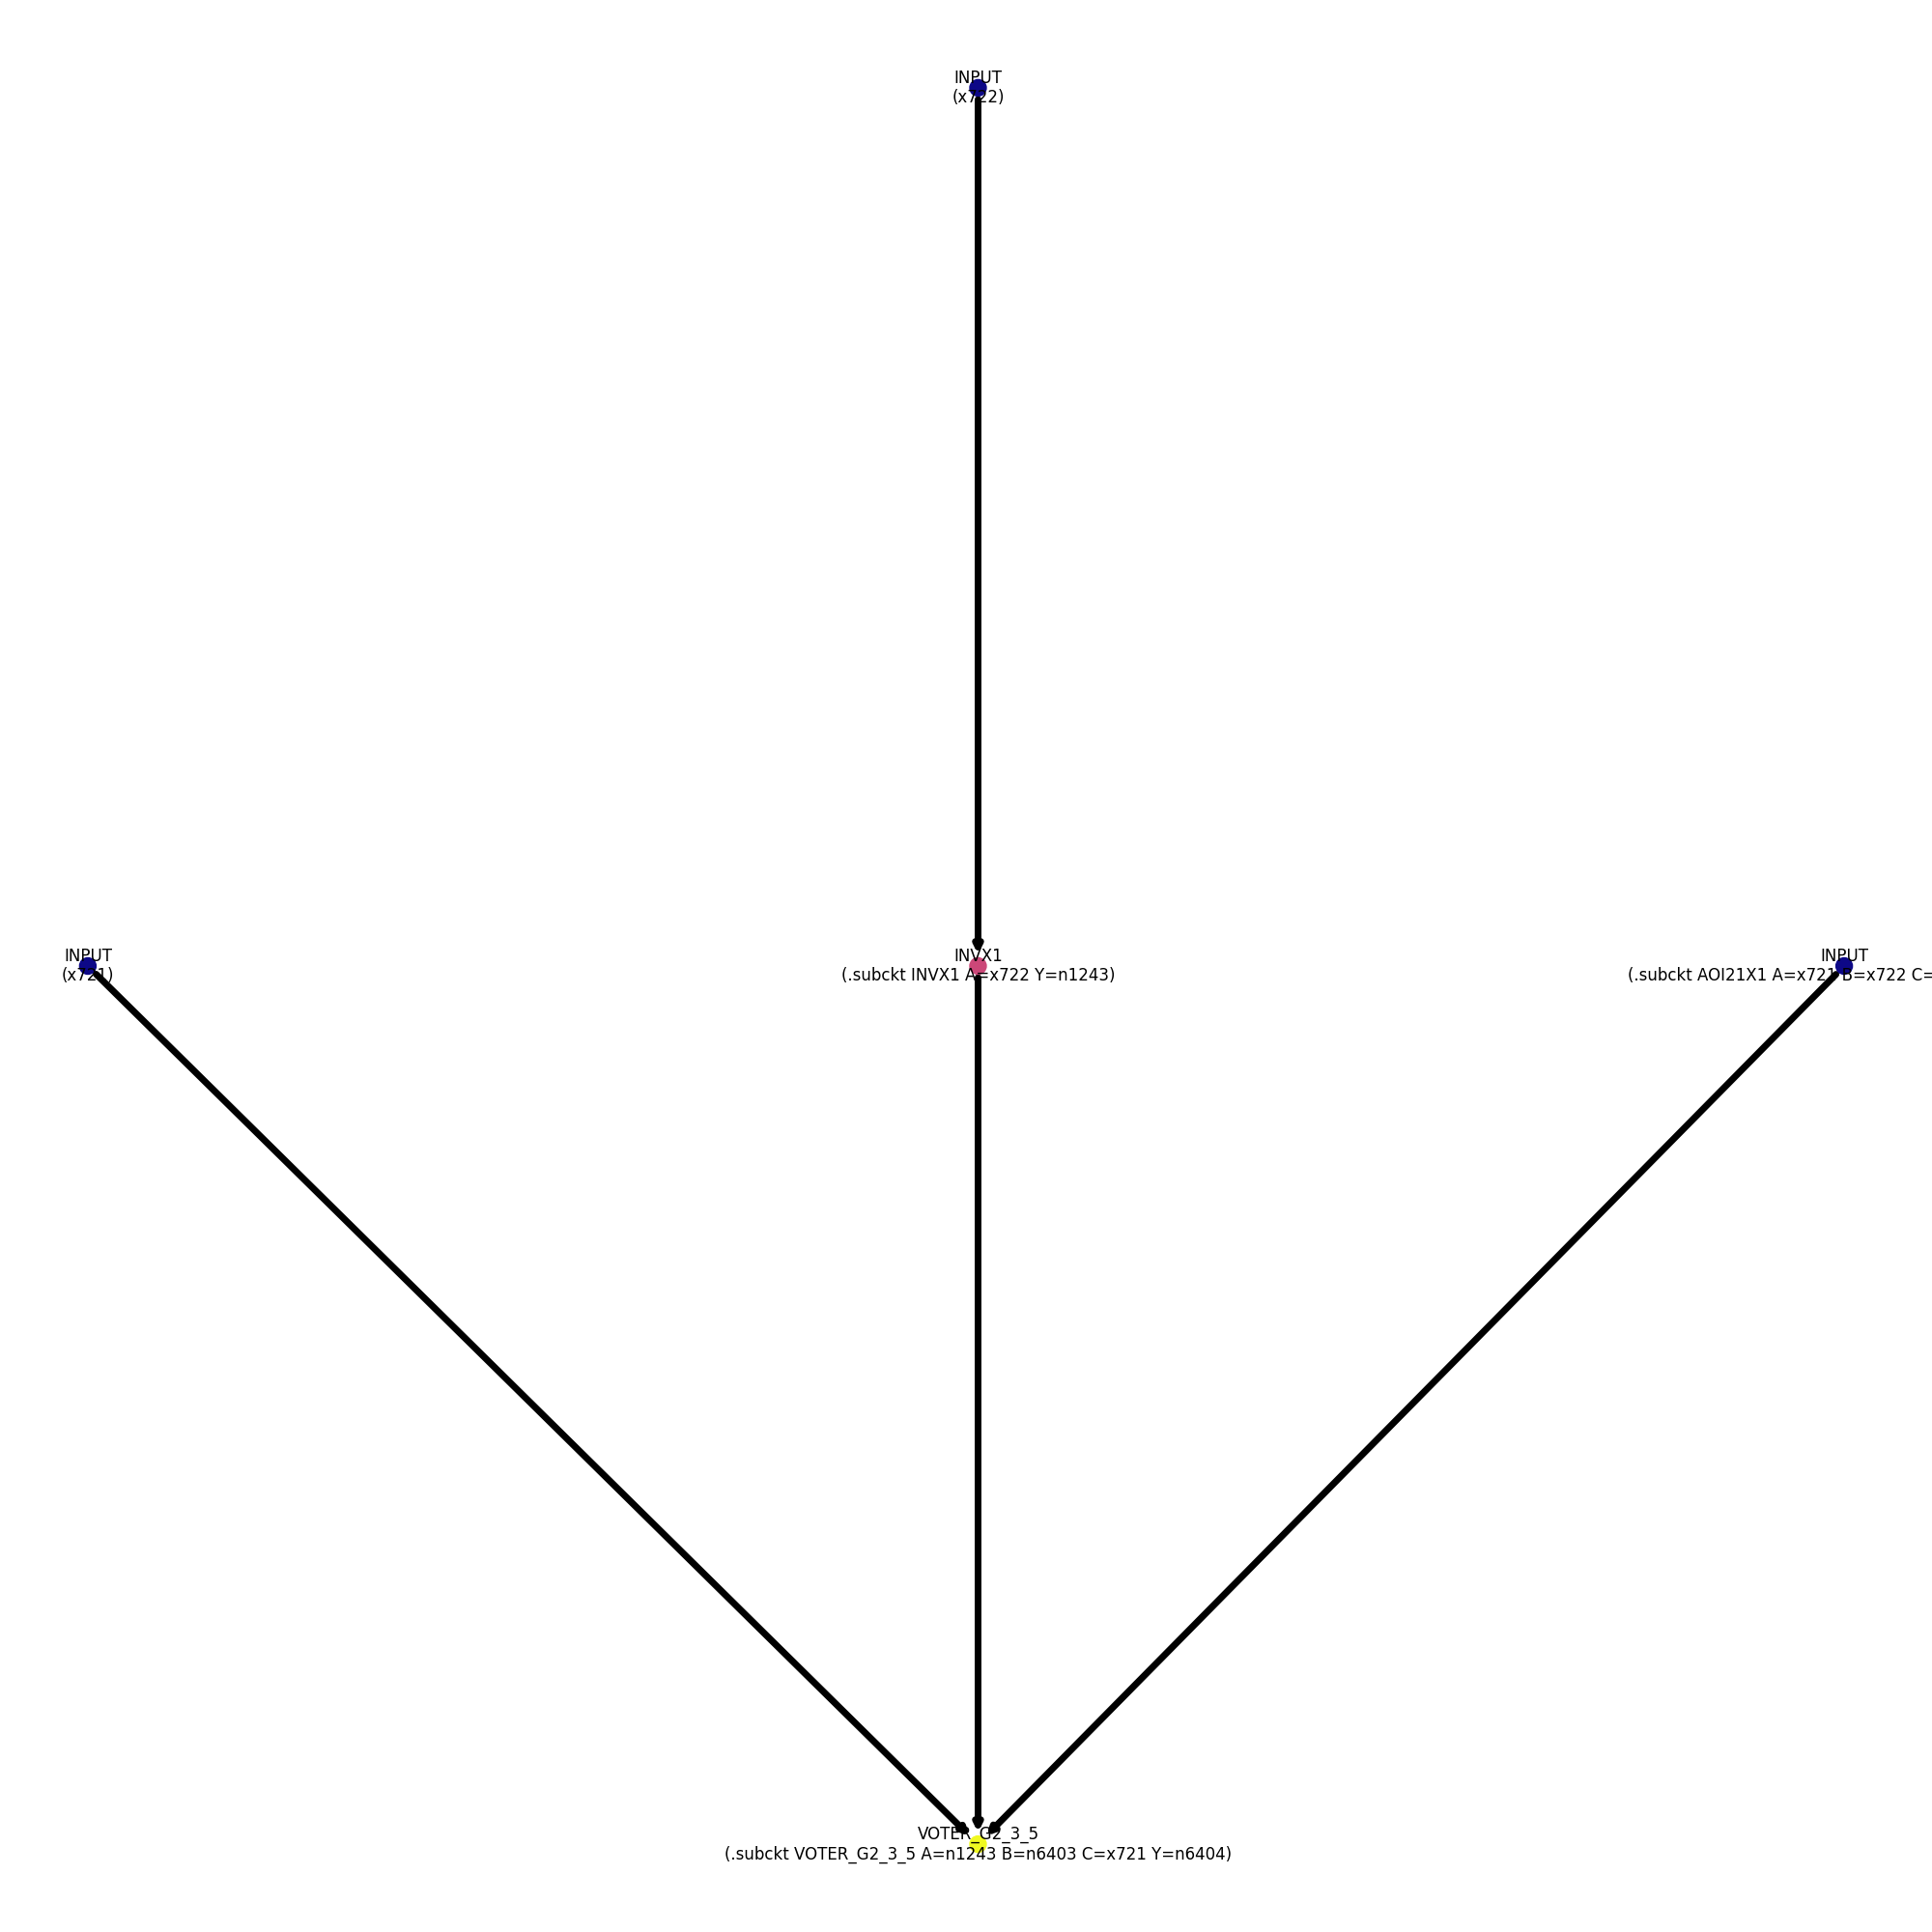 INPUT
(x722)
INPUT
(x721)
INVX1
(.subckt INVX1 A=x722 Y=n1243)
INPUT
(.subckt AOI21X1 A=x721 B=x722 C=
VOTER_G2_3_5
(.subckt VOTER_G2_3_5 A=n1243 B=n6403 C=x721 Y=n6404)